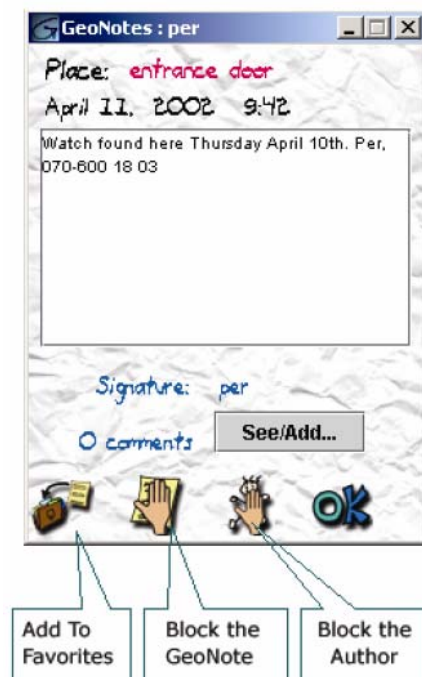 GeoNotes : per
Place: entrance door
April 11, 2002 9:42
Watch found here Thursday April 10th. Per,
070-600 18 03
Signature: per
0 comments
See/Add...
OK
Add To
Favorites
Block the
GeoNote
Block the
Author